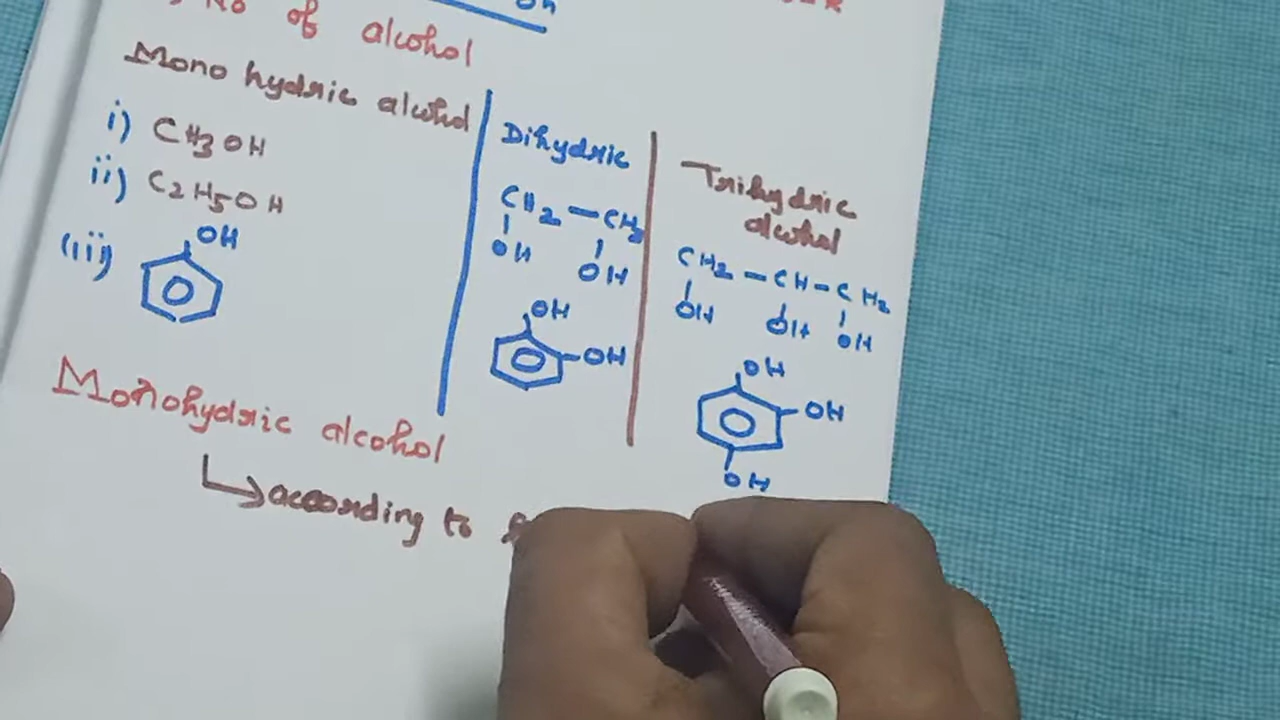 No of alcohol
Mono hydric alcohol
i) CH3OH
ii) C2H5OH
(iii)
OH
Dihydric
CH2 — CH2
OH OH
OH
OH
Trihydric
alcohol
CH2 — CH — CH2
OH OH OH
OH
OH
OH
Monohydric alcohol
according to